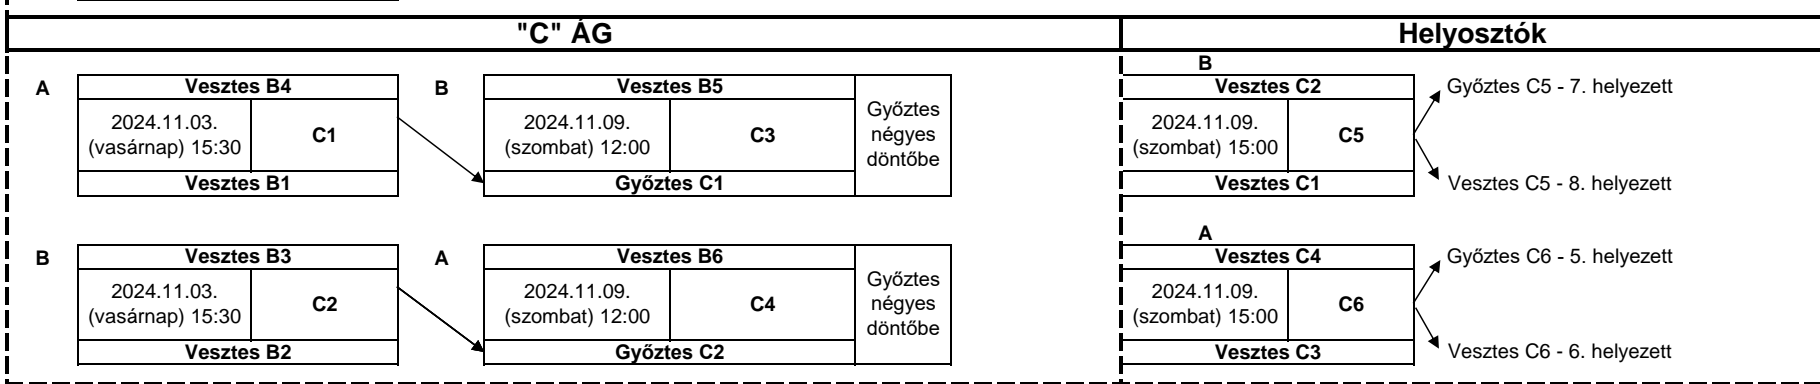 "C" ÁG
Helyosztók
A
Vesztes B4
2024.11.03.
(vasárnap) 15:30
C1
Vesztes B1
B
Vesztes B5
2024.11.09.
(szombat) 12:00
C3
Győztes C1
Győztes
négyes
döntőbe
B
Vesztes C2
2024.11.09.
(szombat) 15:00
C5
Vesztes C1
Győztes C5 - 7. helyezett
Vesztes C5 - 8. helyezett
B
Vesztes B3
2024.11.03.
(vasárnap) 15:30
C2
Vesztes B2
A
Vesztes B6
2024.11.09.
(szombat) 12:00
C4
Győztes C2
Győztes
négyes
döntőbe
A
Vesztes C4
2024.11.09.
(szombat) 15:00
C6
Vesztes C3
Győztes C6 - 5. helyezett
Vesztes C6 - 6. helyezett